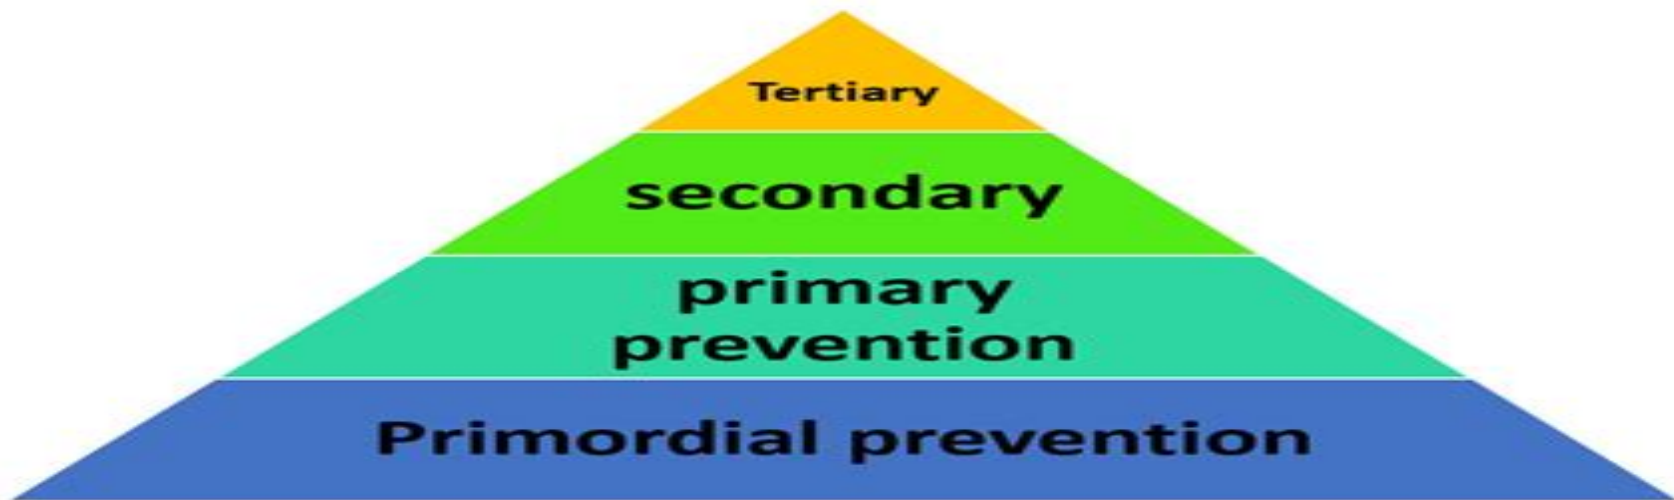 Tertiary
secondary
primary
prevention
Primordial prevention